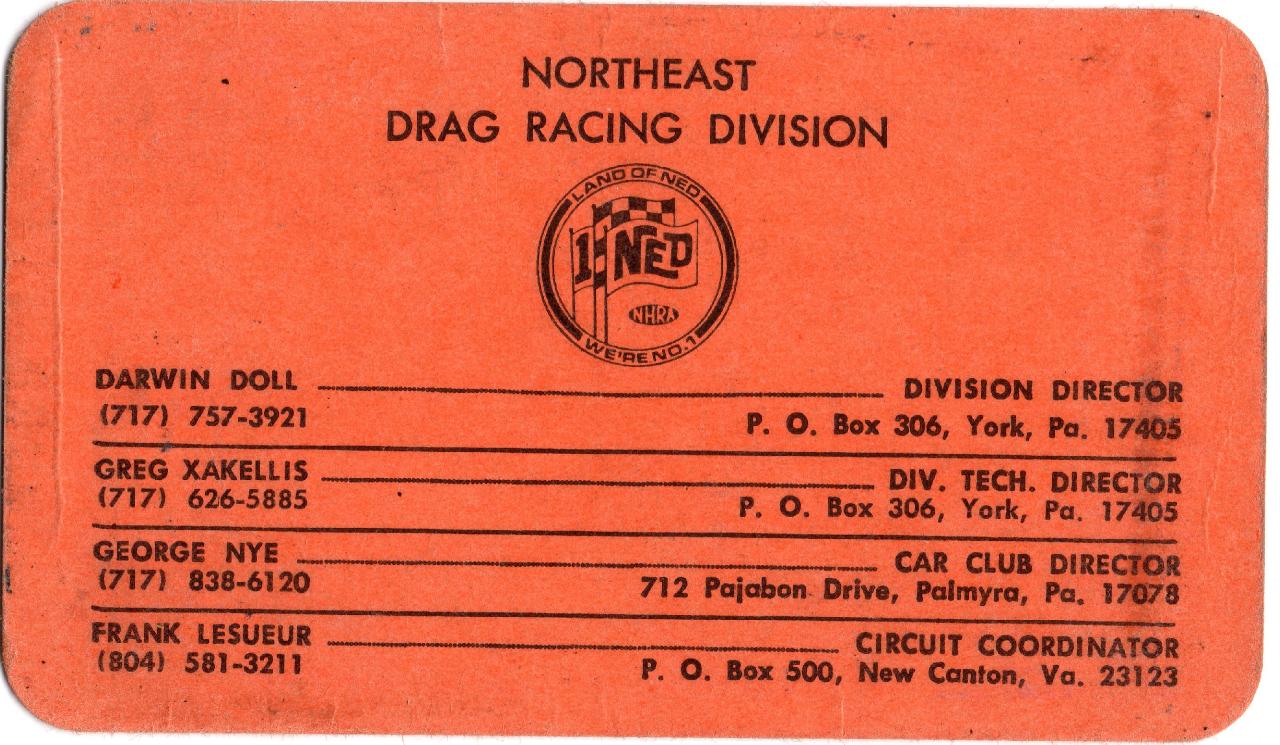 NORTHEAST
DRAG RACING DIVISION
LAND OF NED
1 NED
NHRA
WE'RE NO.1
DARWIN DOLL DIVISION DIRECTOR
(717) 757-3921 P. O. Box 306, York, Pa. 17405
GREG XAKELLIS DIV. TECH. DIRECTOR
(717) 626-5885 P. O. Box 306, York, Pa. 17405
GEORGE NYE CAR CLUB DIRECTOR
(717) 838-6120 712 Pajabon Drive, Palmyra, Pa. 17078
FRANK LESUEUR CIRCUIT COORDINATOR
(804) 581-3211 P. O. Box 500, New Canton, Va. 23123